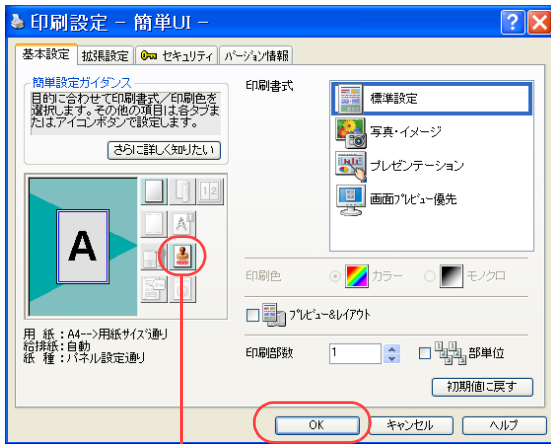 印刷設定 － 簡単UI －
基本設定 拡張設定 セキュリティ バージョン情報
簡単設定ガイダンス
目的に合わせて印刷書式／印刷色を
選択します。その他の項目は各タブま
たはアイコンボタンで設定します。
さらに詳しく知りたい
A
1 2
A
用 紙 : A4-->用紙サイズ通り
給排紙 : 自動
紙 種 : パネル設定通り
印刷書式
標準設定
写真・イメージ
プレゼンテーション
画面プレビュー優先
印刷色
カラー
モノクロ
プレビュー&レイアウト
印刷部数
1
部単位
初期値に戻す
OK
キャンセル
ヘルプ